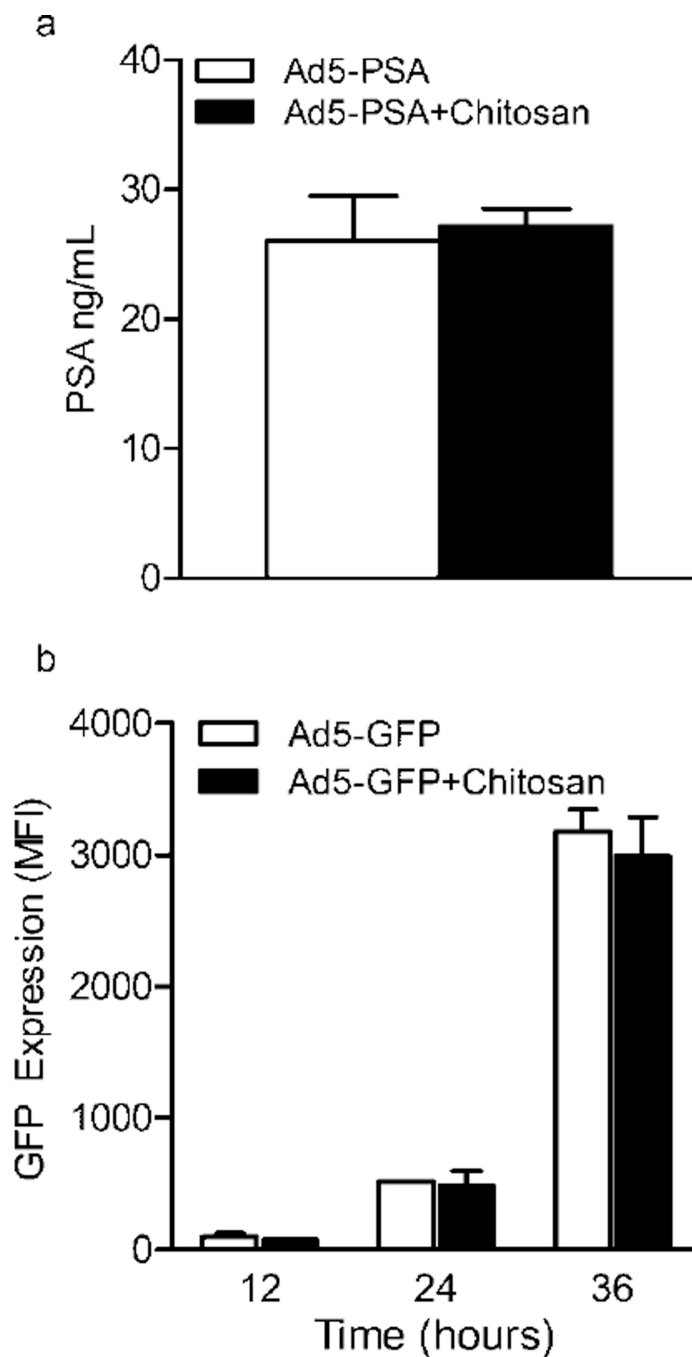 a
40
30
20
10
0
PSA ng/mL
Ad5-PSA
Ad5-PSA+Chitosan
b
4000
3000
2000
1000
0
GFP Expression (MFI)
Ad5-GFP
Ad5-GFP+Chitosan
12 24 36
Time (hours)